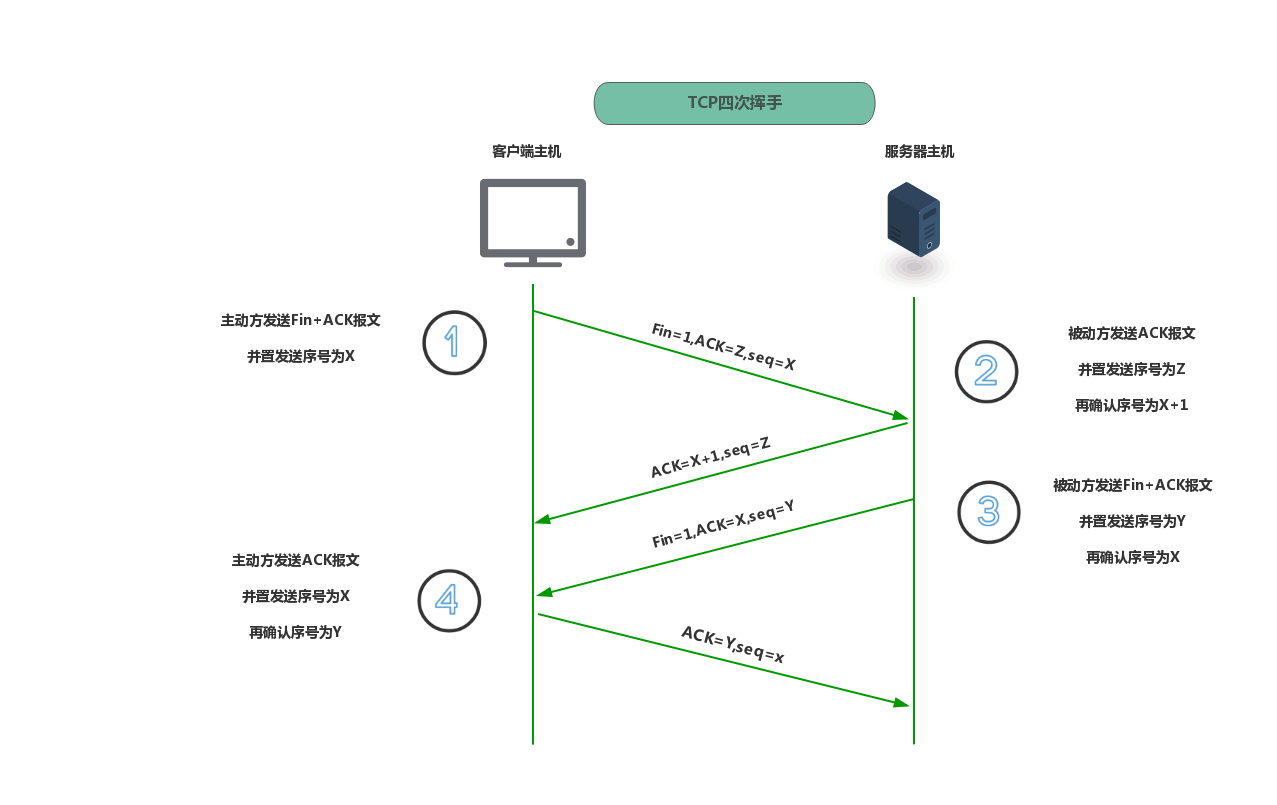 TCP四次挥手
客户端主机
服务器主机
主动方发送Fin+ACK报文
并置发送序号为X
1
Fin=1,ACK=Z,seq=X
被动方发送ACK报文
并置发送序号为Z
再确认序号为X+1
2
ACK=X+1,seq=Z
被动方发送Fin+ACK报文
并置发送序号为Y
再确认序号为X
3
Fin=1,ACK=X,seq=Y
主动方发送ACK报文
并置发送序号为X
再确认序号为Y
4
ACK=Y,seq=x